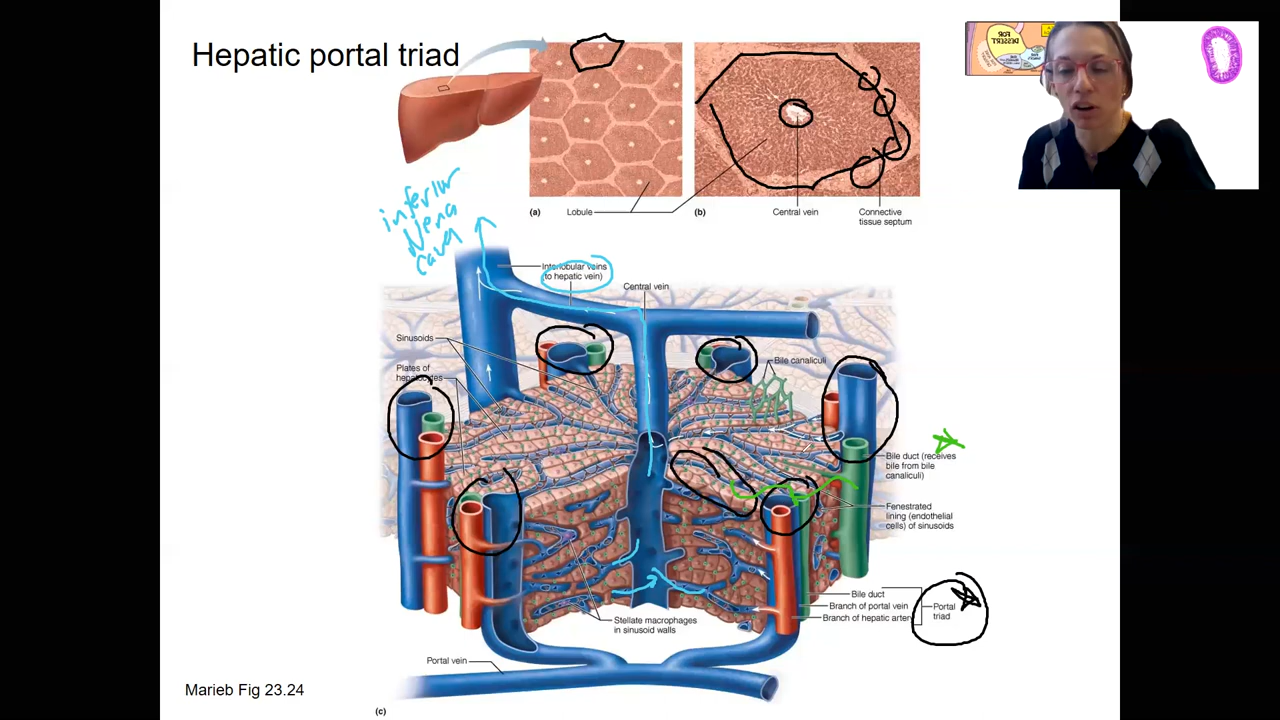 Hepatic portal triad
FOR
DESSERT
(a)
Lobule
(b)
Central vein
Connective
tissue septum
inferior
vena
cava
Interlobular veins
(to hepatic vein)
Central vein
Sinusoids
Plates of
hepatocytes
Bile canaliculi
Bile duct (receives
bile from bile
canaliculi)
Fenestrated
lining (endothelial
cells) of sinusoids
Bile duct
Branch of portal vein
Branch of hepatic artery
Portal
triad
Stellate macrophages
in sinusoid walls
Portal vein
Marieb Fig 23.24
(c)